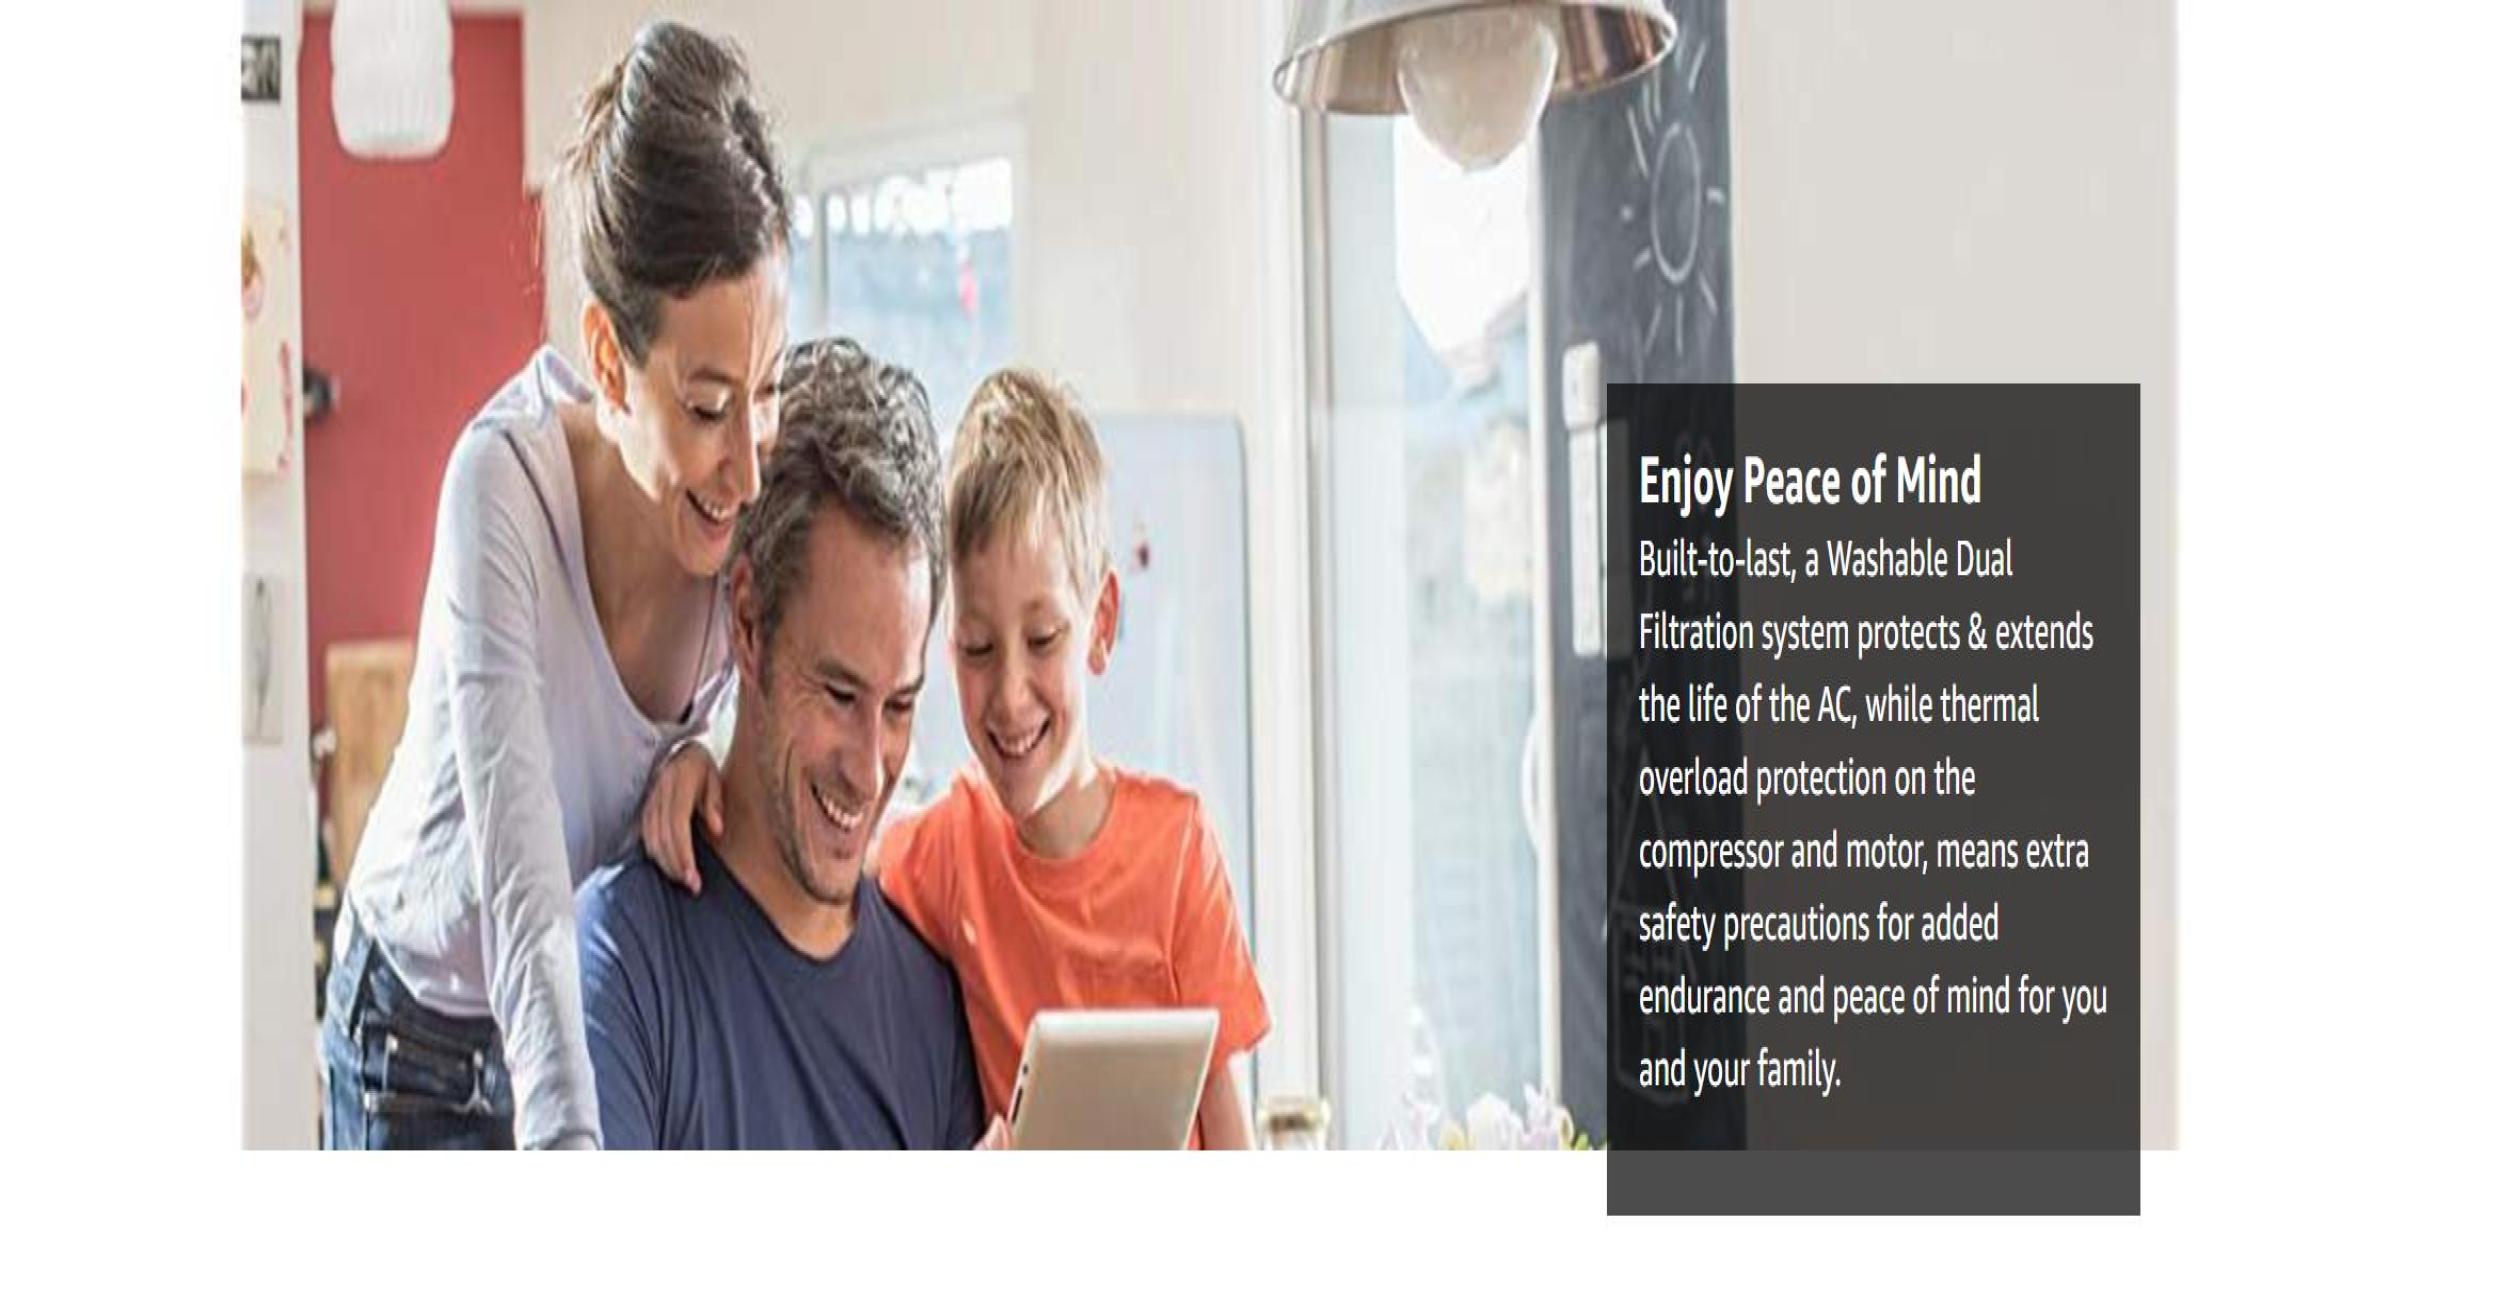 Enjoy Peace of Mind
Built-to-last, a Washable Dual
Filtration system protects & extends
the life of the AC, while thermal
overload protection on the
compressor and motor, means extra
safety precautions for added
endurance and peace of mind for you
and your family.